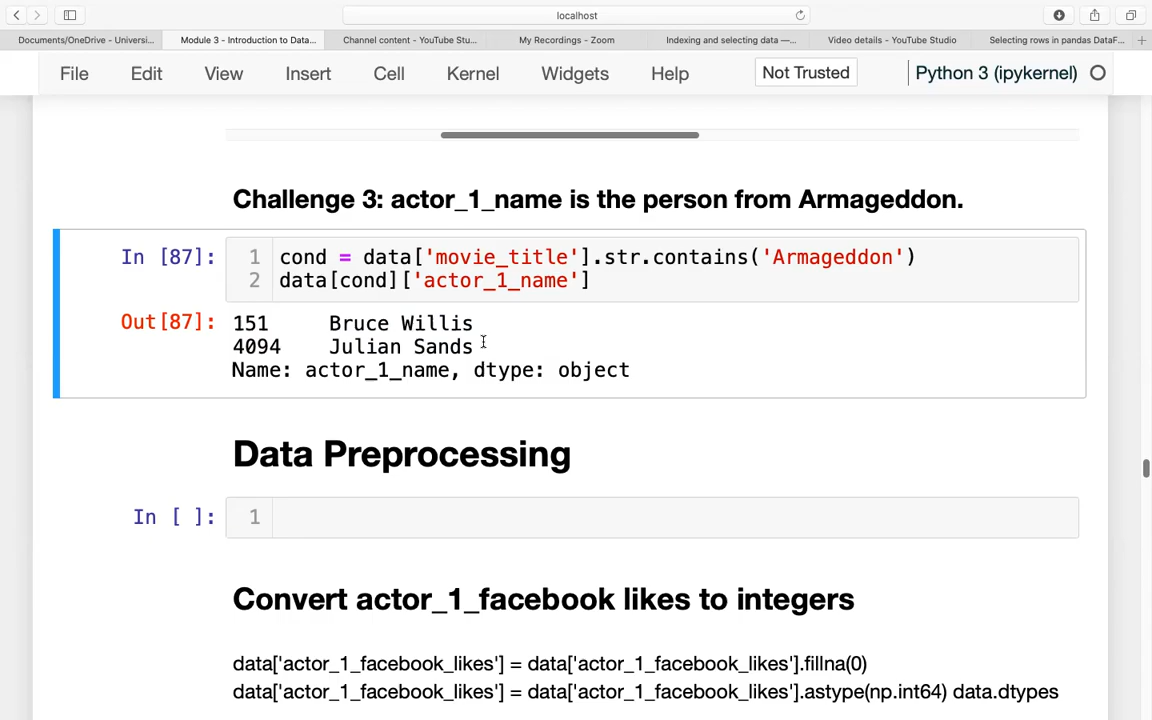 localhost
Documents/OneDrive - Universi...
Module 3 - Introduction to Data...
Channel content - YouTube Stu...
My Recordings - Zoom
Indexing and selecting data —...
Video details - YouTube Studio
Selecting rows in pandas DataF...
File Edit View Insert Cell Kernel Widgets Help Not Trusted Python 3 (ipykernel)
Challenge 3: actor_1_name is the person from Armageddon.
In [87]: 1 cond = data['movie_title'].str.contains('Armageddon')
2 data[cond]['actor_1_name']
Out[87]: 151 Bruce Willis
4094 Julian Sands
Name: actor_1_name, dtype: object
Data Preprocessing
In [ ]: 1
Convert actor_1_facebook likes to integers
data['actor_1_facebook_likes'] = data['actor_1_facebook_likes'].fillna(0)
data['actor_1_facebook_likes'] = data['actor_1_facebook_likes'].astype(np.int64) data.dtypes